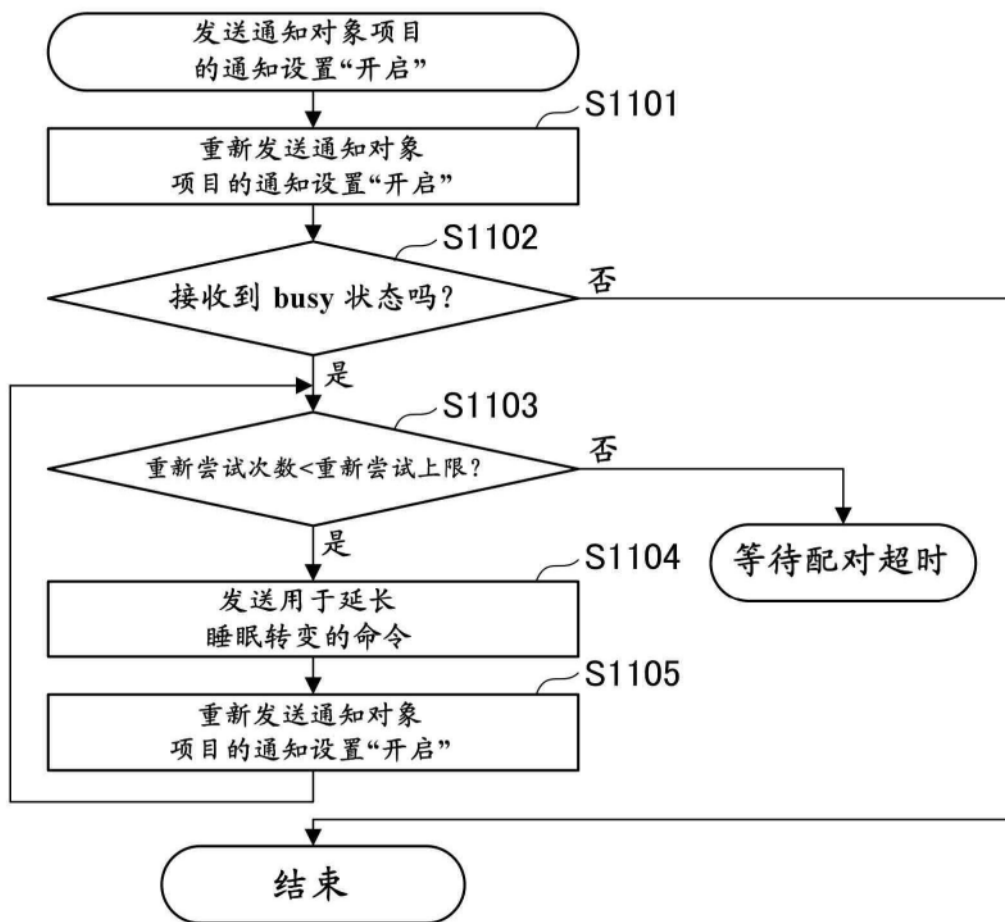 发送通知对象项目
的通知设置“开启”
S1101
重新发送通知对象
项目的通知设置“开启”
S1102
接收到 busy 状态吗？
否
是
S1103
重新尝试次数<重新尝试上限？
否
是
等待配对超时
S1104
发送用于延长
睡眠转变的命令
S1105
重新发送通知对象
项目的通知设置“开启”
结束